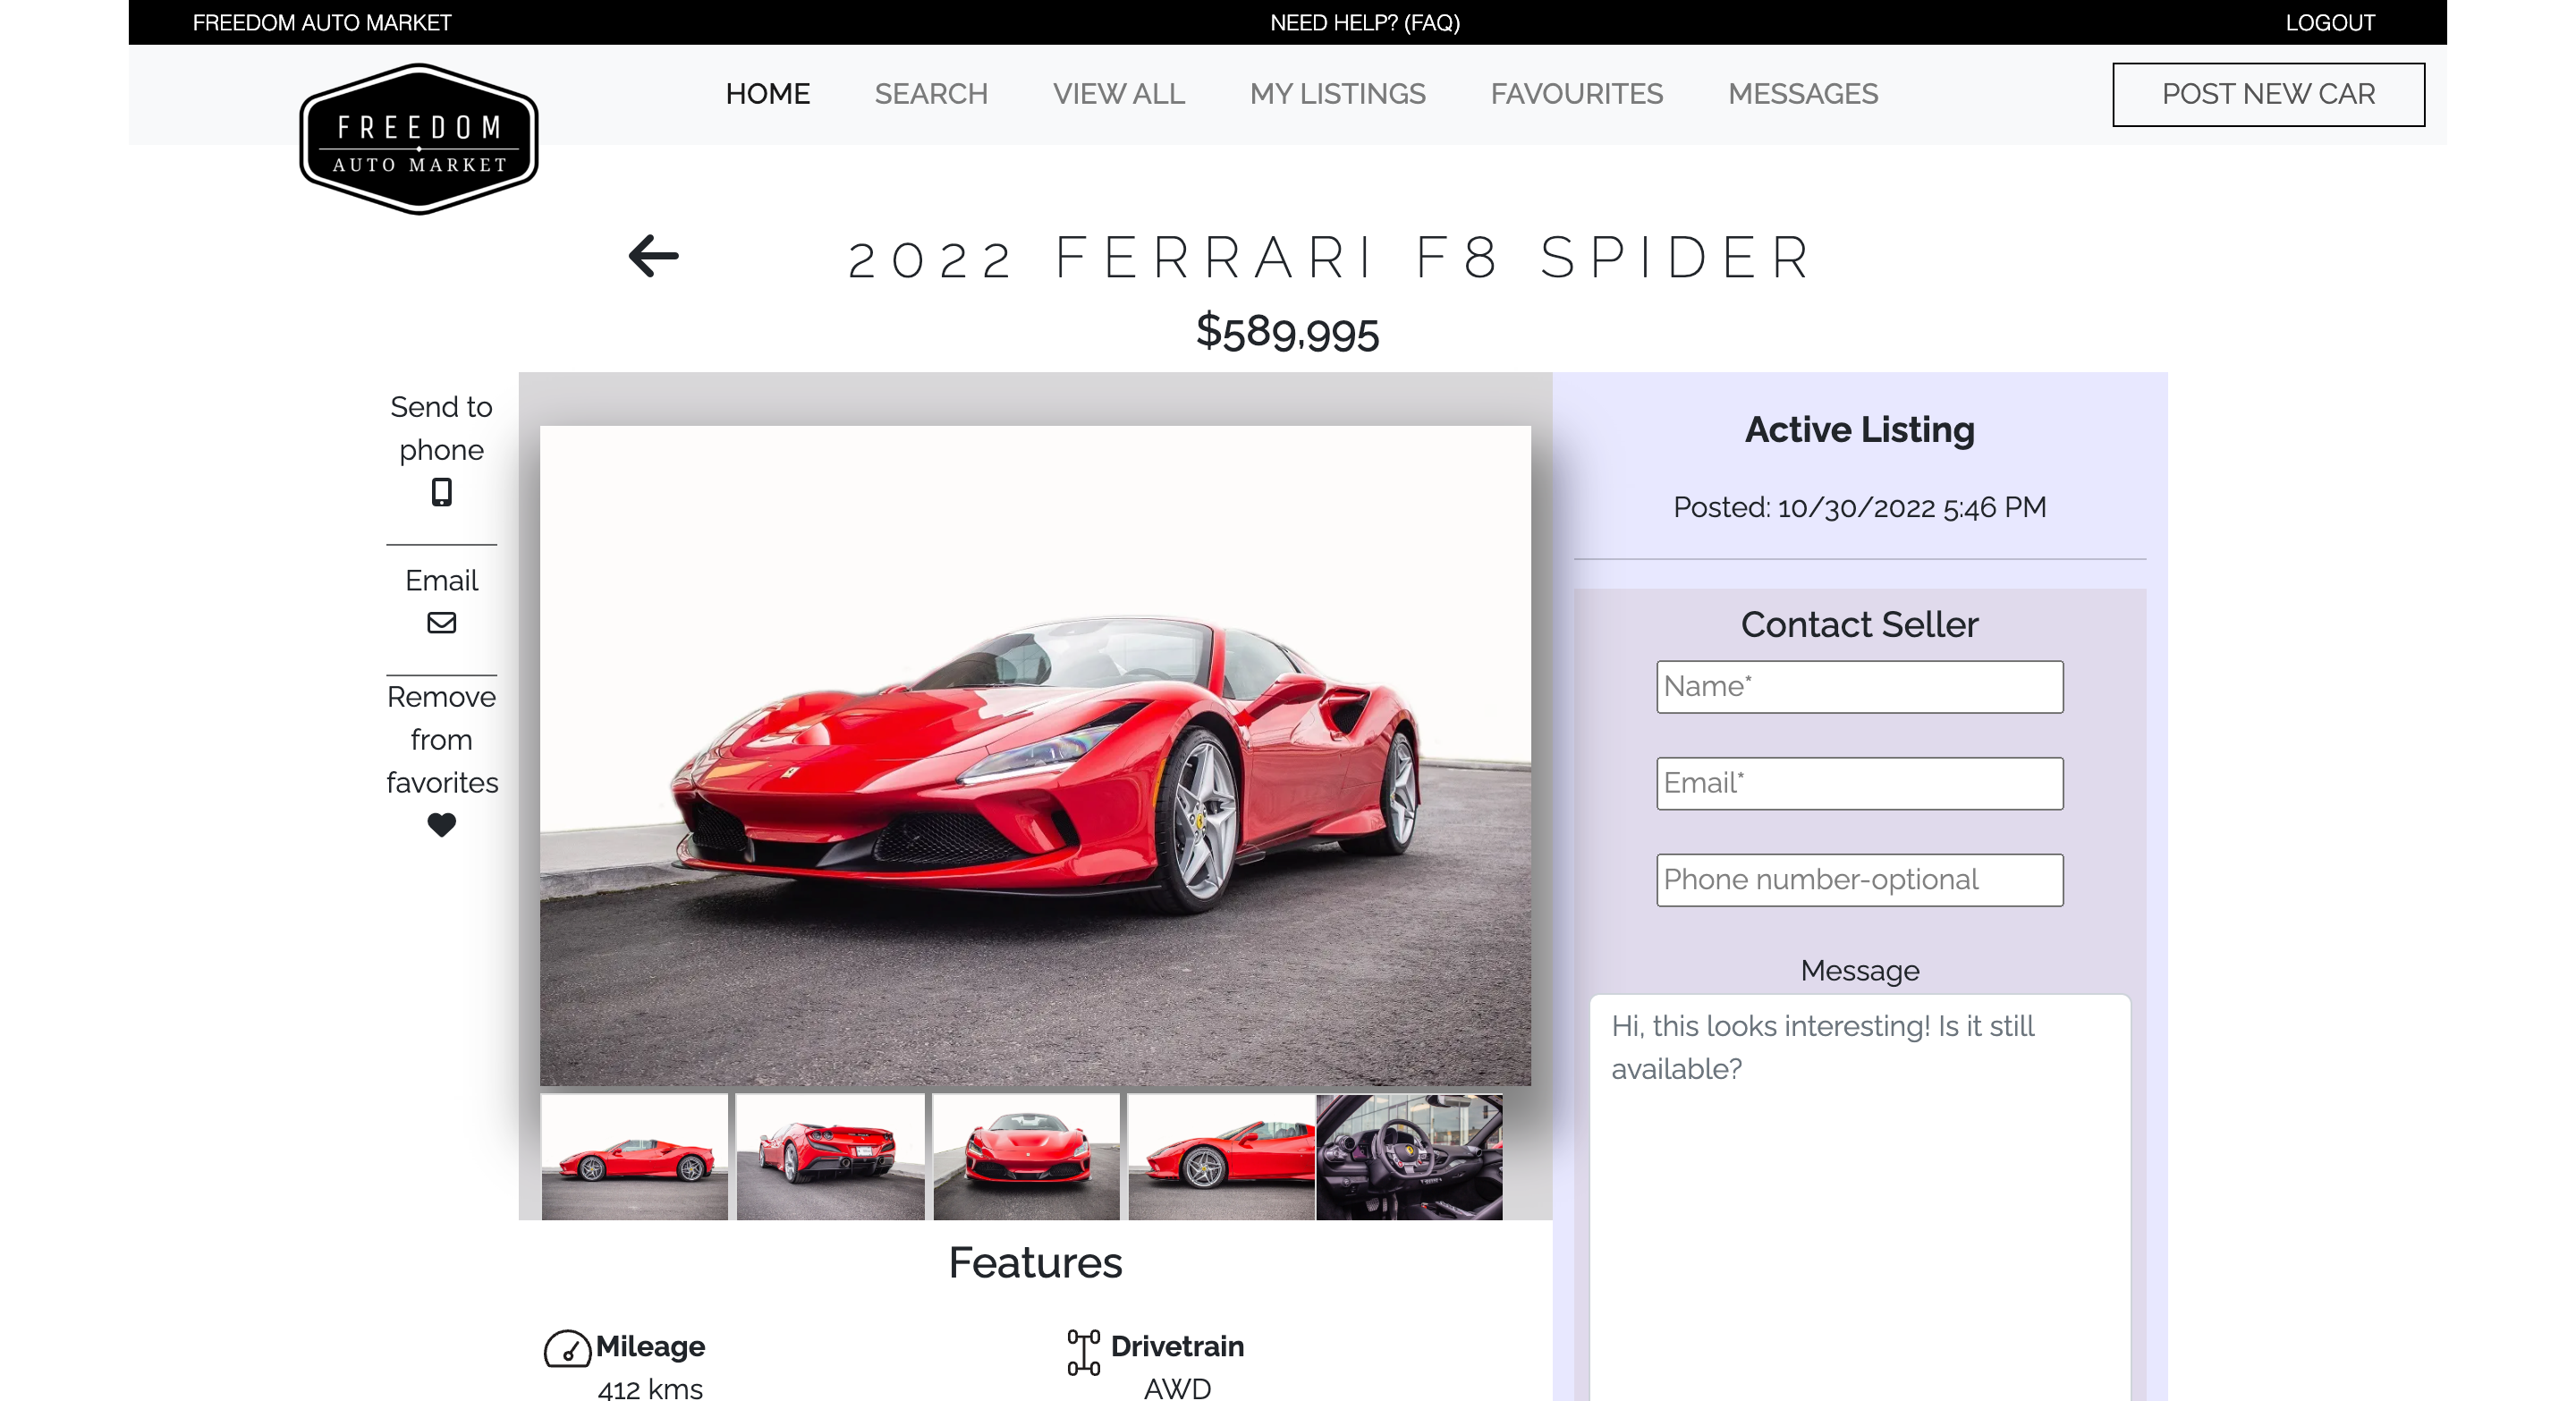 FREEDOM AUTO MARKET
NEED HELP? (FAQ)
LOGOUT
FREEDOM
AUTO MARKET
HOME
SEARCH
VIEW ALL
MY LISTINGS
FAVOURITES
MESSAGES
POST NEW CAR
2022 FERRARI F8 SPIDER
$589,995
Send to
phone
Email
Remove
from
favorites
Active Listing
Posted: 10/30/2022 5:46 PM
Contact Seller
Name*
Email*
Phone number-optional
Message
Hi, this looks interesting! Is it still
available?
Features
Mileage
412 kms
Drivetrain
AWD